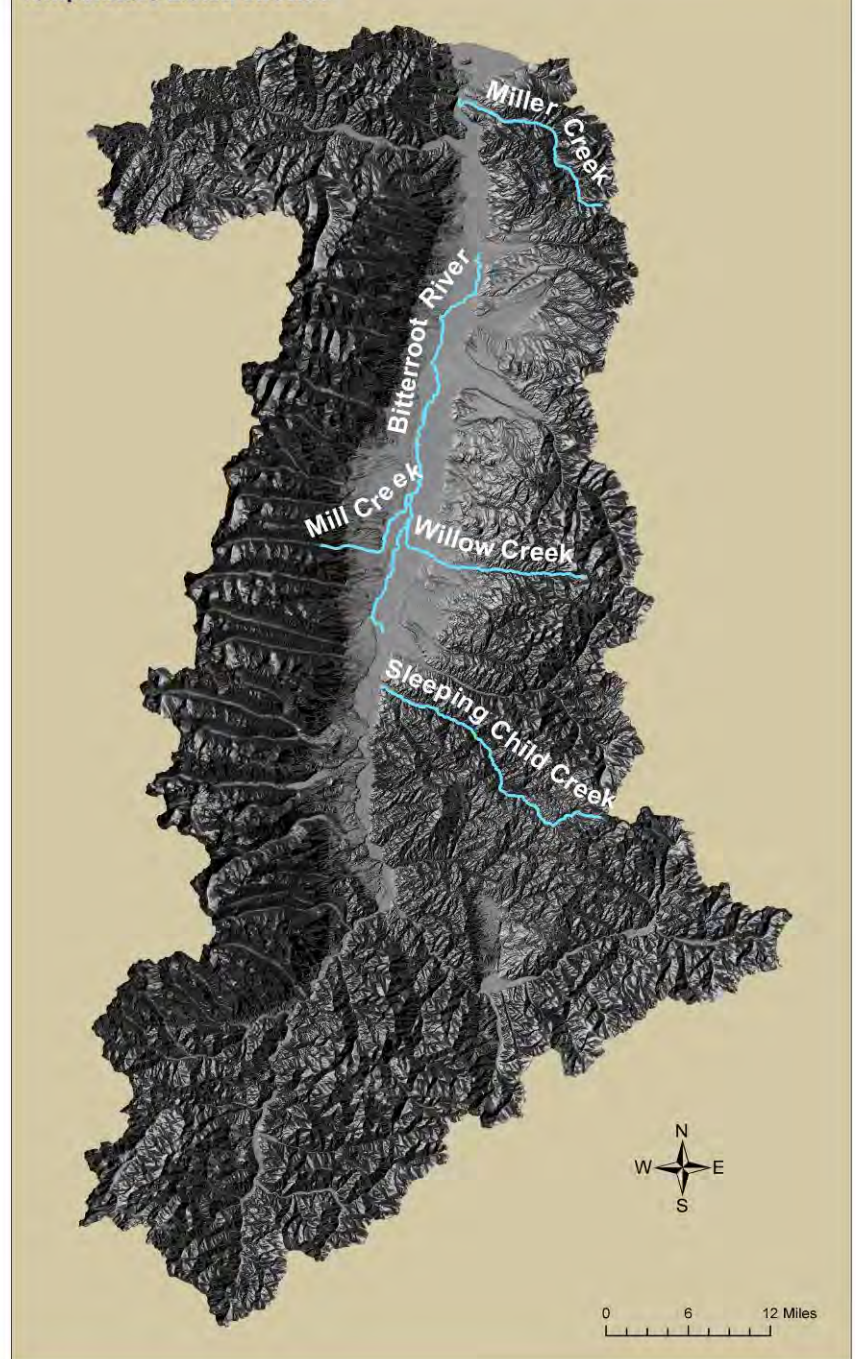 Miller Creek
Bitterroot River
Mill Creek
Willow Creek
Sleeping Child Creek
N
W E
S
0 6 12 Miles